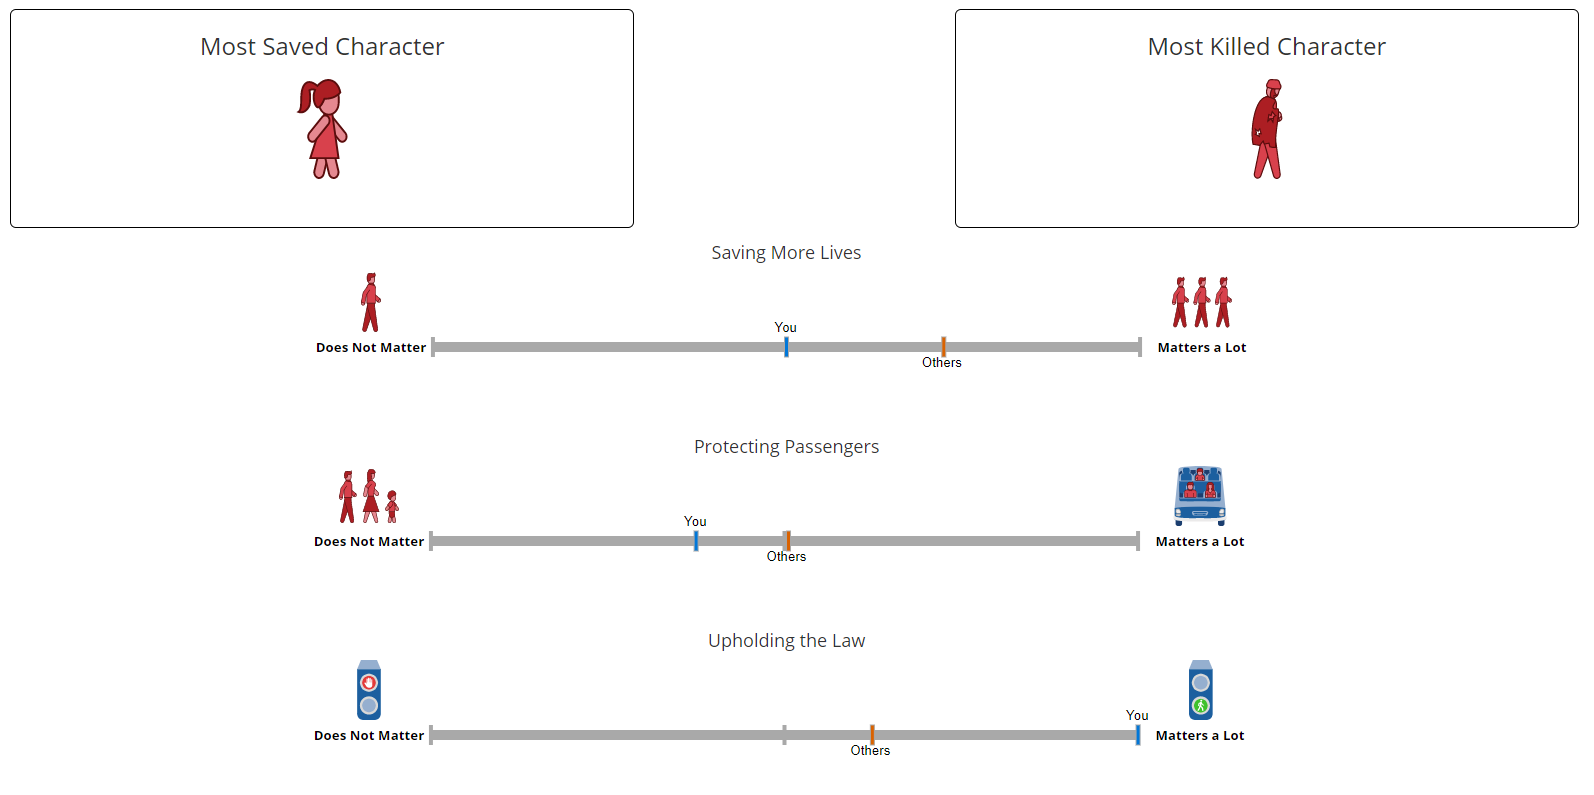 Most Saved Character
Most Killed Character
Saving More Lives
You
Does Not Matter
Matters a Lot
Others
Protecting Passengers
You
Does Not Matter
Matters a Lot
Others
Upholding the Law
You
Does Not Matter
Matters a Lot
Others